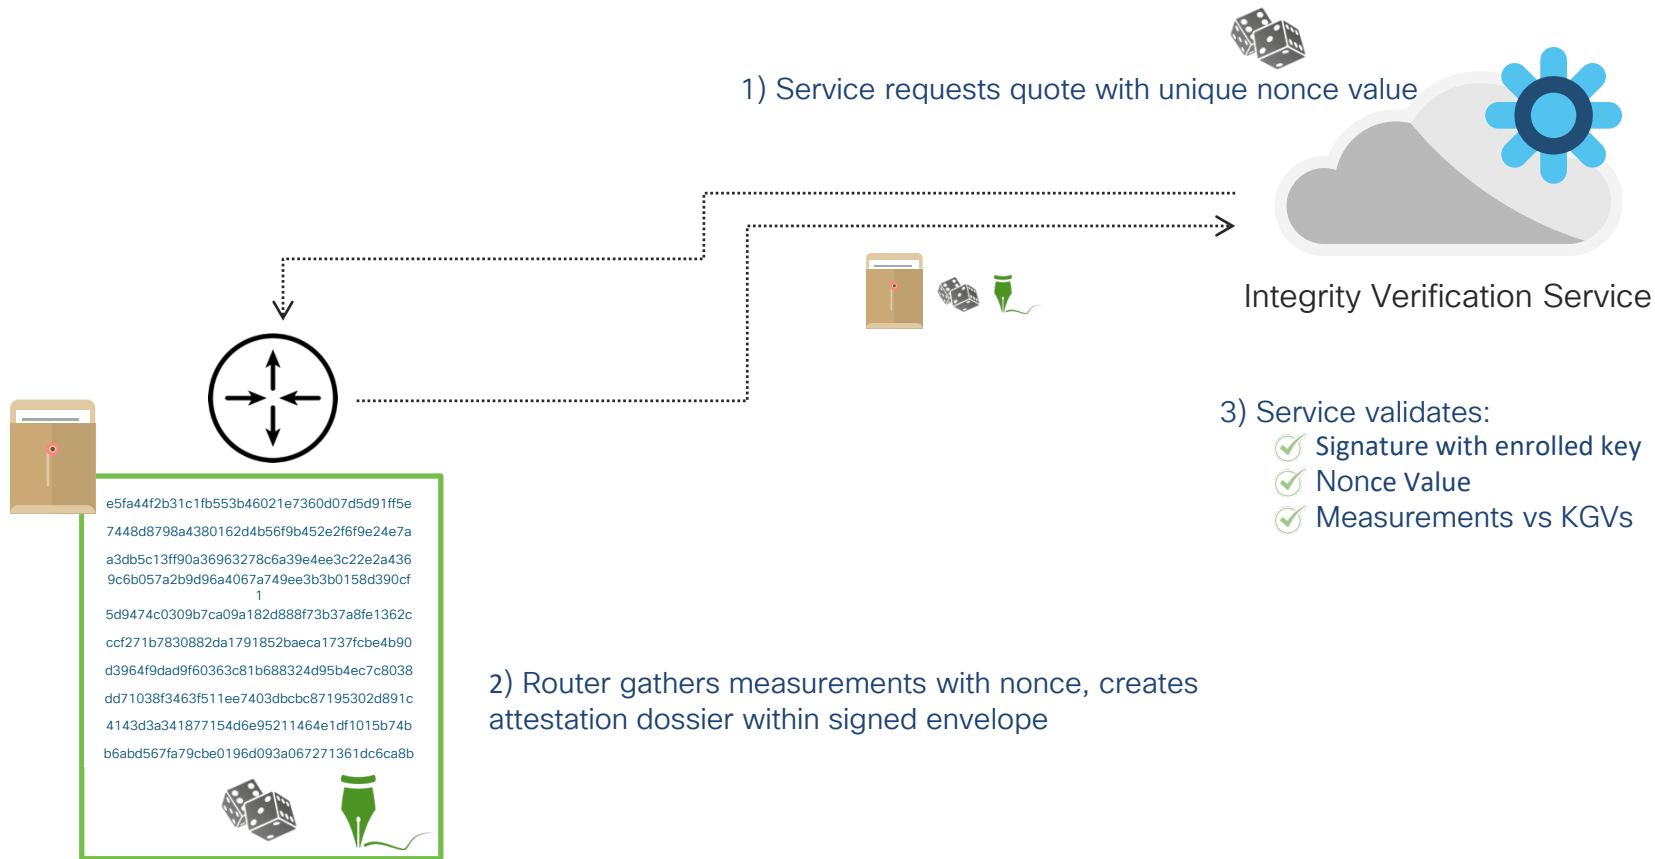 1) Service requests quote with unique nonce value
Integrity Verification Service
3) Service validates:
Signature with enrolled key
Nonce Value
Measurements vs KGVs
e5fa44f2b31c1fb553b46021e7360d07d5d91ff5e
7448d8798a4380162d4b56f9b452e2f6f9e24e7a
a3db5c13ff90a36963278c6a39e4ee3c22e2a436
9c6b057a2b9d96a4067a749ee3b3b0158d390cf
1
5d9474c0309b7ca09a182d888f73b37a8fe1362c
ccf271b7830882da1791852baeca1737fcbe4b90
d3964f9dad9f60363c81b688324d95b4ec7c8038
dd71038f3463f511ee7403dbcbc87195302d891c
4143d3a341877154d6e95211464e1df1015b74b
b6abd567fa79cbe0196d093a067271361dc6ca8b
2) Router gathers measurements with nonce, creates
attestation dossier within signed envelope